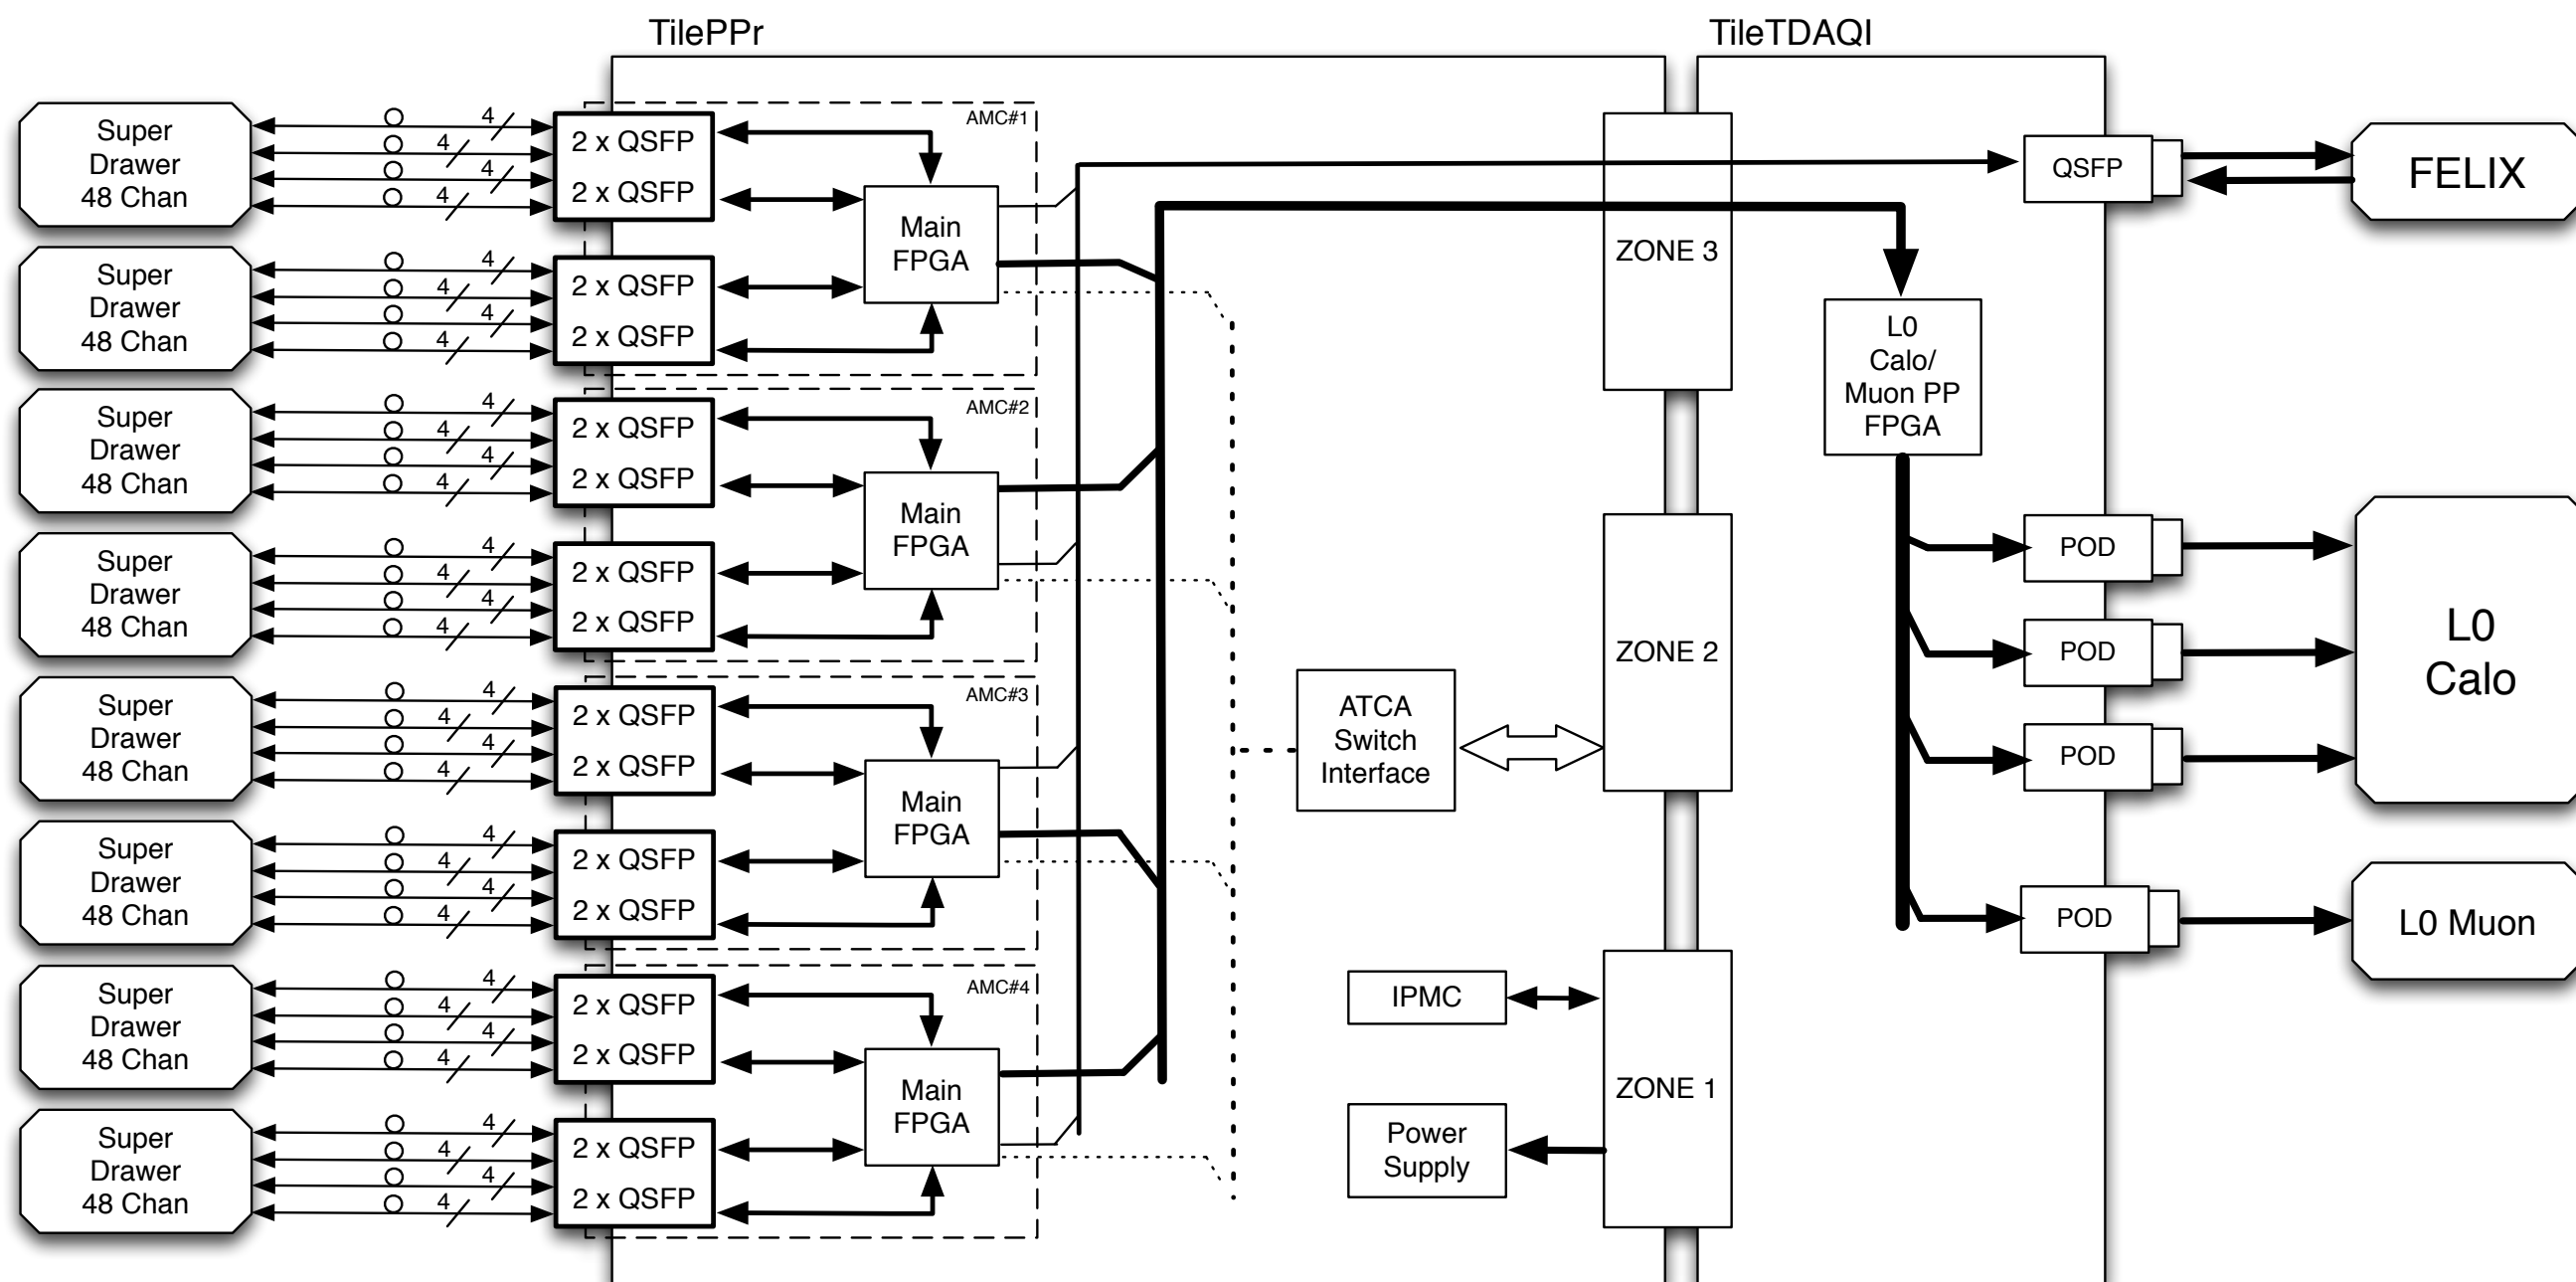 TilePPr
TileTDAQI
Super
Drawer
48 Chan
4
4
4
4
2 x QSFP
2 x QSFP
AMC#1
Main
FPGA
Super
Drawer
48 Chan
4
4
4
4
2 x QSFP
2 x QSFP
Super
Drawer
48 Chan
4
4
4
4
2 x QSFP
2 x QSFP
AMC#2
Main
FPGA
Super
Drawer
48 Chan
4
4
4
4
2 x QSFP
2 x QSFP
Super
Drawer
48 Chan
4
4
4
4
2 x QSFP
2 x QSFP
AMC#3
Main
FPGA
Super
Drawer
48 Chan
4
4
4
4
2 x QSFP
2 x QSFP
Super
Drawer
48 Chan
4
4
4
4
2 x QSFP
2 x QSFP
AMC#4
Main
FPGA
Super
Drawer
48 Chan
4
4
4
4
2 x QSFP
2 x QSFP
ATCA
Switch
Interface
IPMC
Power
Supply
ZONE 3
ZONE 2
ZONE 1
L0
Calo/
Muon PP
FPGA
QSFP
POD
POD
POD
POD
FELIX
L0
Calo
L0 Muon